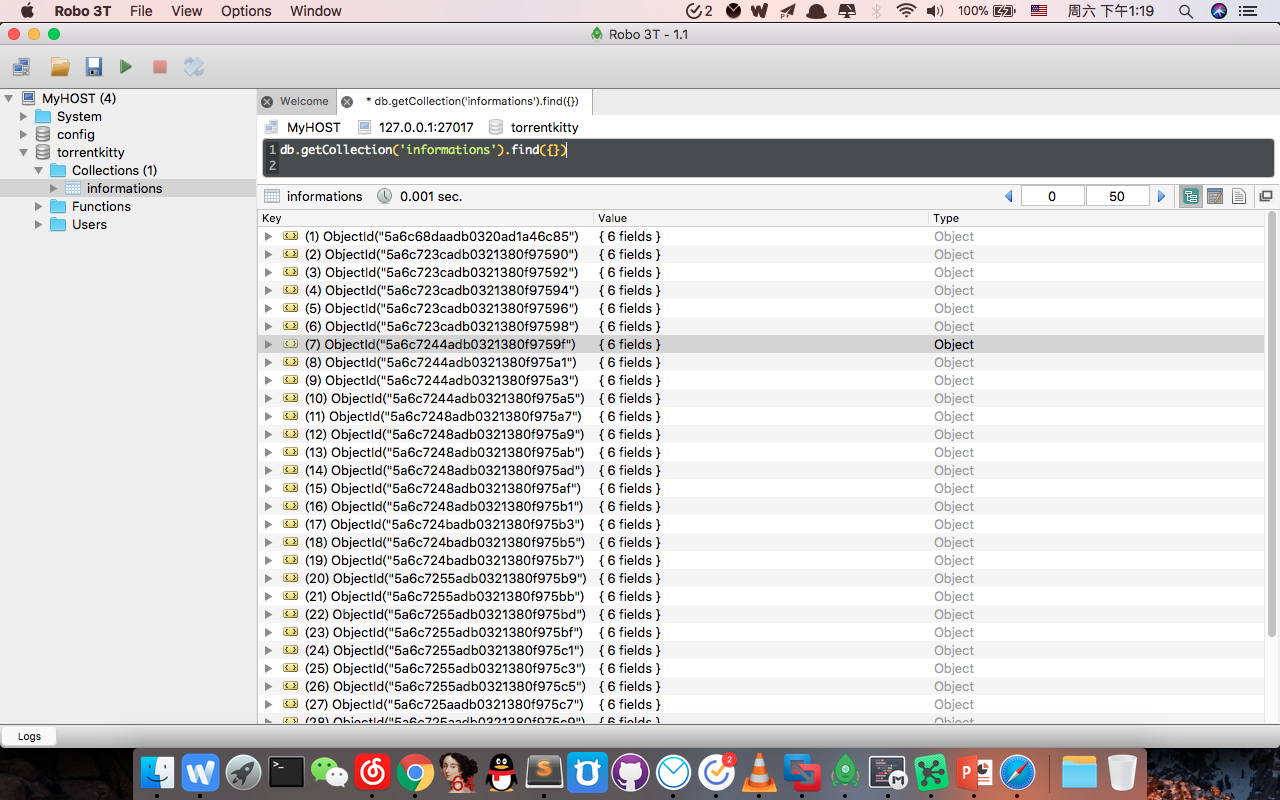 Robo 3T File View Options Window 2 100% 周六 下午1:19
Robo 3T - 1.1
MyHOST (4)
System
config
torrentkitty
Collections (1)
informations
Functions
Users
Welcome * db.getCollection('informations').find({})
MyHOST 127.0.0.1:27017 torrentkitty
1 db.getCollection('informations').find({})
2
informations 0.001 sec. 0 50
Key Value Type
(1) ObjectId("5a6c68daadb0320ad1a46c85") { 6 fields } Object
(2) ObjectId("5a6c723cadb0321380f97590") { 6 fields } Object
(3) ObjectId("5a6c723cadb0321380f97592") { 6 fields } Object
(4) ObjectId("5a6c723cadb0321380f97594") { 6 fields } Object
(5) ObjectId("5a6c723cadb0321380f97596") { 6 fields } Object
(6) ObjectId("5a6c723cadb0321380f97598") { 6 fields } Object
(7) ObjectId("5a6c7244adb0321380f9759f") { 6 fields } Object
(8) ObjectId("5a6c7244adb0321380f975a1") { 6 fields } Object
(9) ObjectId("5a6c7244adb0321380f975a3") { 6 fields } Object
(10) ObjectId("5a6c7244adb0321380f975a5") { 6 fields } Object
(11) ObjectId("5a6c7248adb0321380f975a7") { 6 fields } Object
(12) ObjectId("5a6c7248adb0321380f975a9") { 6 fields } Object
(13) ObjectId("5a6c7248adb0321380f975ab") { 6 fields } Object
(14) ObjectId("5a6c7248adb0321380f975ad") { 6 fields } Object
(15) ObjectId("5a6c7248adb0321380f975af") { 6 fields } Object
(16) ObjectId("5a6c7248adb0321380f975b1") { 6 fields } Object
(17) ObjectId("5a6c724badb0321380f975b3") { 6 fields } Object
(18) ObjectId("5a6c724badb0321380f975b5") { 6 fields } Object
(19) ObjectId("5a6c724badb0321380f975b7") { 6 fields } Object
(20) ObjectId("5a6c7255adb0321380f975b9") { 6 fields } Object
(21) ObjectId("5a6c7255adb0321380f975bb") { 6 fields } Object
(22) ObjectId("5a6c7255adb0321380f975bd") { 6 fields } Object
(23) ObjectId("5a6c7255adb0321380f975bf") { 6 fields } Object
(24) ObjectId("5a6c7255adb0321380f975c1") { 6 fields } Object
(25) ObjectId("5a6c7255adb0321380f975c3") { 6 fields } Object
(26) ObjectId("5a6c7255adb0321380f975c5") { 6 fields } Object
(27) ObjectId("5a6c725aadb0321380f975c7") { 6 fields } Object
(28) ObjectId("5a6c725aadb0321380f975c9") { 6 fields } Object
Logs
64
2